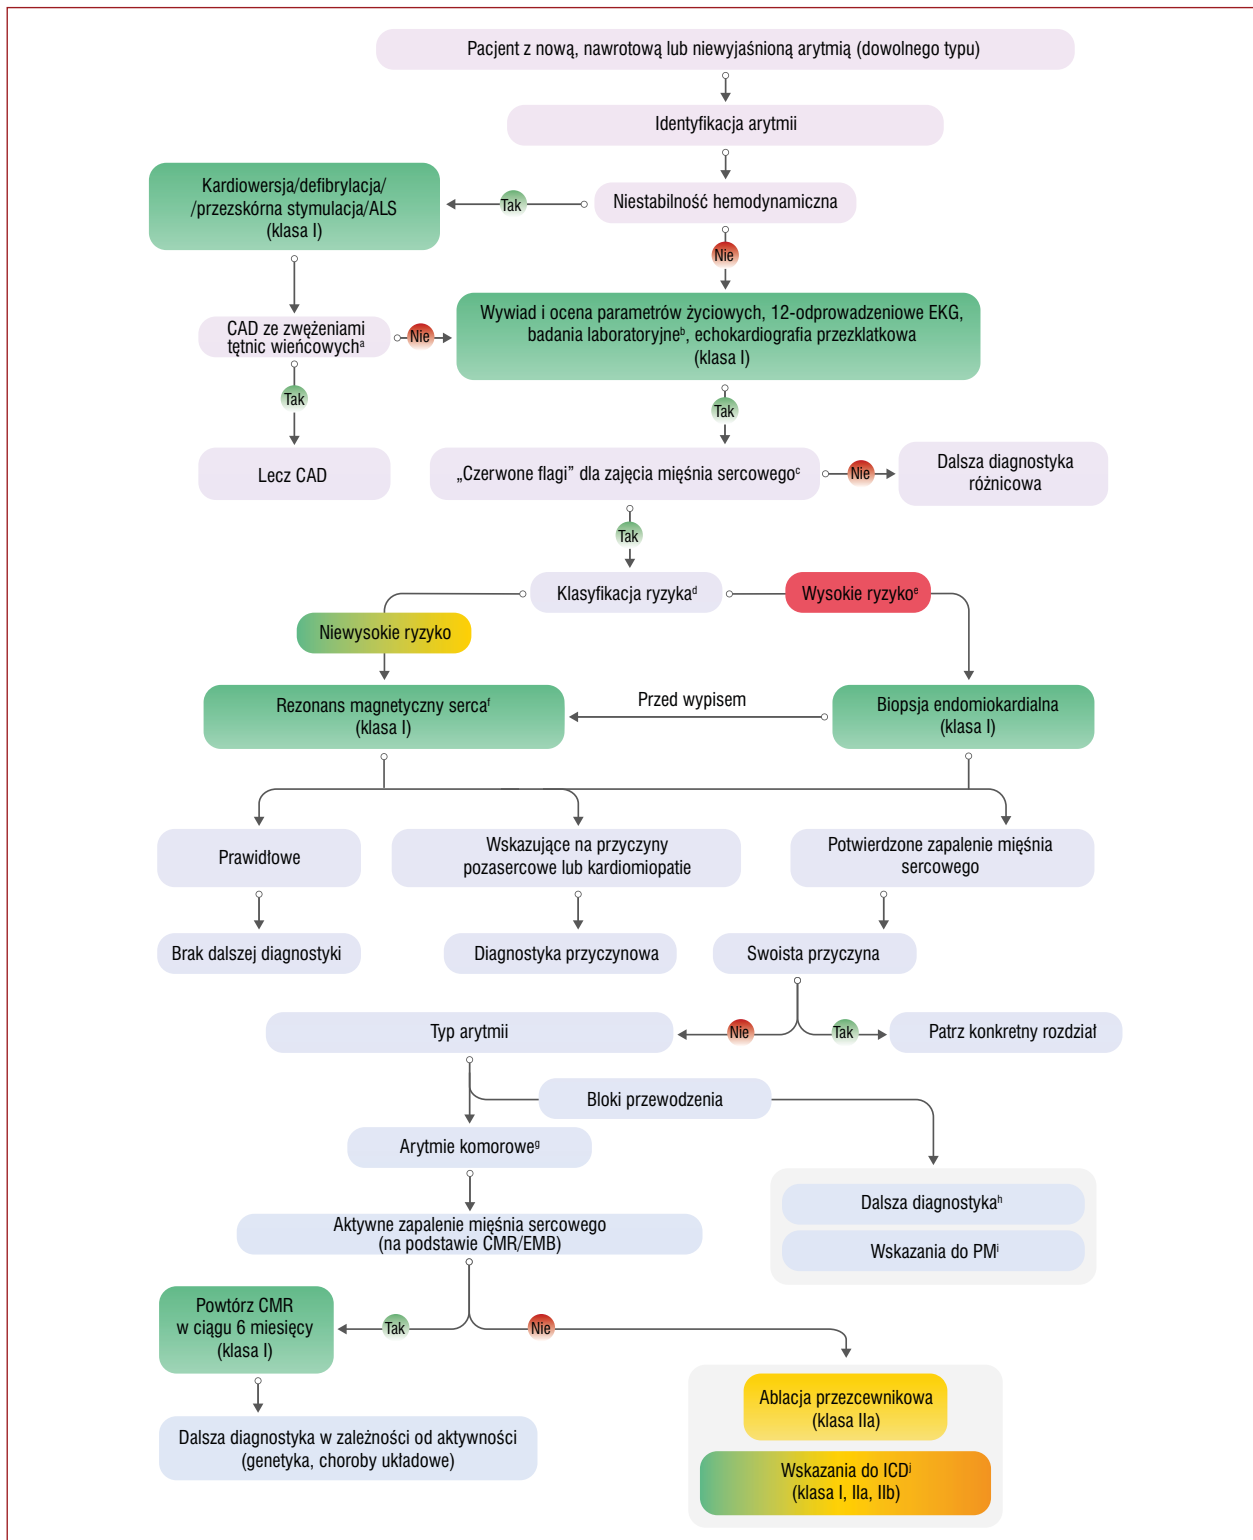 Pacjent z nową, nawrotową lub niewyjaśnioną arytmią (dowolnego typu)
Identyfikacja arytmii
Kardiowersja/defibrylacja/
/przezskórna stymulacja/ALS
(klasa I)
Tak
Niestabilność hemodynamiczna
Nie
CAD ze zwężeniami
tętnic wieńcowychᵃ
Nie
Wywiad i ocena parametrów życiowych, 12-odprowadzeniowe EKG,
badania laboratoryjneᵇ, echokardiografia przezklatkowa
(klasa I)
Tak
Tak
Lecz CAD
„Czerwone flagi” dla zajęcia mięśnia sercowegoᶜ
Nie
Dalsza diagnostyka
różnicowa
Tak
Klasyfikacja ryzykaᵈ
Wysokie ryzykoᵉ
Niewysokie ryzyko
Rezonans magnetyczny sercaᶠ
(klasa I)
Przed wypisem
Biopsja endomiokardialna
(klasa I)
Prawidłowe
Wskazujące na przyczyny
pozasercowe lub kardiomiopatie
Potwierdzone zapalenie mięśnia
sercowego
Brak dalszej diagnostyki
Diagnostyka przyczynowa
Swoista przyczyna
Typ arytmii
Nie
Tak
Patrz konkretny rozdział
Bloki przewodzenia
Arytmie komoroweᵍ
Dalsza diagnostykaʰ
Wskazania do PMⁱ
Aktywne zapalenie mięśnia sercowego
(na podstawie CMR/EMB)
Powtórz CMR
w ciągu 6 miesięcy
(klasa I)
Tak
Nie
Ablacja przezcewnikowa
(klasa IIa)
Dalsza diagnostyka w zależności od aktywności
(genetyka, choroby układowe)
Wskazania do ICDʲ
(klasa I, IIa, IIb)